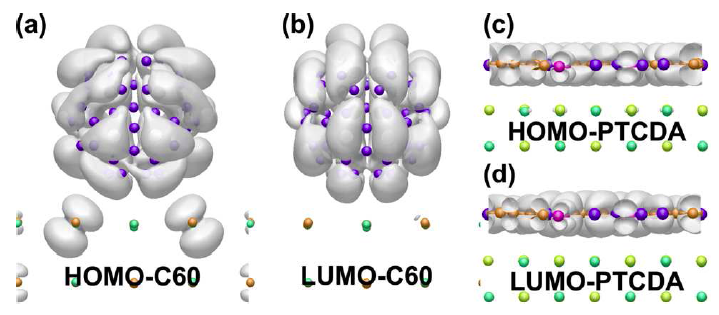 (a)
HOMO-C60
(b)
LUMO-C60
(c)
HOMO-PTCDA
(d)
LUMO-PTCDA